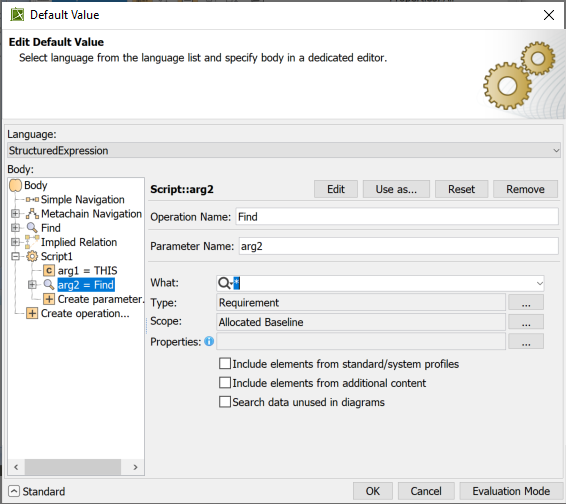 Default Value
Edit Default Value
Select language from the language list and specify body in a dedicated editor.
Language:
StructuredExpression
Body:
Body
Simple Navigation
Metachain Navigation
Find
Implied Relation
Script1
arg1 = THIS
arg2 = Find
Create parameter.
Create operation...
Script::arg2
Edit
Use as...
Reset
Remove
Operation Name: Find
Parameter Name: arg2
What: *
Type: Requirement ...
Scope: Allocated Baseline ...
Properties: ...
Include elements from standard/system profiles
Include elements from additional content
Search data unused in diagrams
Standard
OK
Cancel
Evaluation Mode